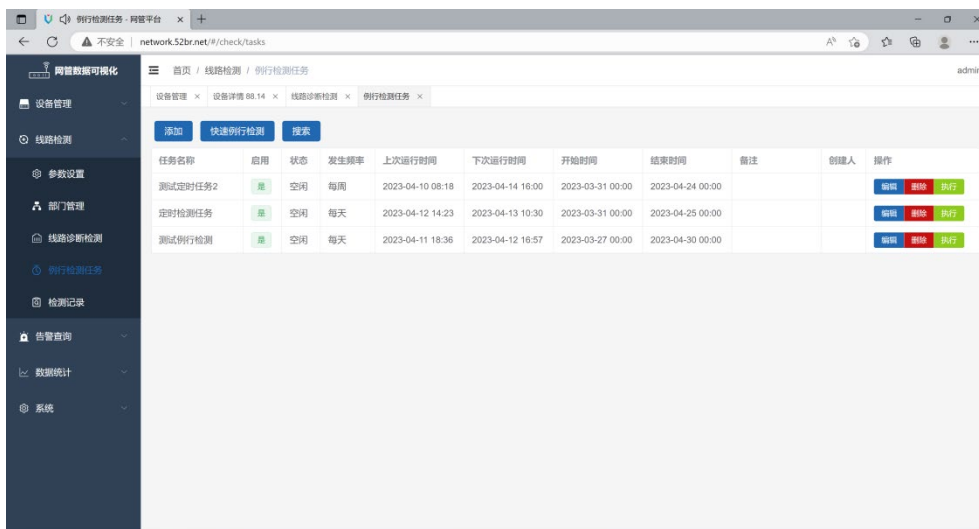 例行检测任务 - 网管平台
不安全 network.52br.net/#/check/tasks
网管数据可视化
首页 / 线路检测 / 例行检测任务
admin
设备管理 × 设备详情 88.14 × 线路诊断检测 × 例行检测任务 ×
设备管理
线路检测
参数设置
部门管理
线路诊断检测
例行检测任务
检测记录
告警查询
数据统计
系统
添加 快速例行检测 搜索
任务名称 启用 状态 发生频率 上次运行时间 下次运行时间 开始时间 结束时间 备注 创建人 操作
测试定时任务2 是 空闲 每周 2023-04-10 08:18 2023-04-14 16:00 2023-03-31 00:00 2023-04-24 00:00 编辑 删除 执行
定时检测任务 是 空闲 每天 2023-04-12 14:23 2023-04-13 10:30 2023-03-31 00:00 2023-04-25 00:00 编辑 删除 执行
测试例行检测 是 空闲 每天 2023-04-11 18:36 2023-04-12 16:57 2023-03-27 00:00 2023-04-30 00:00 编辑 删除 执行